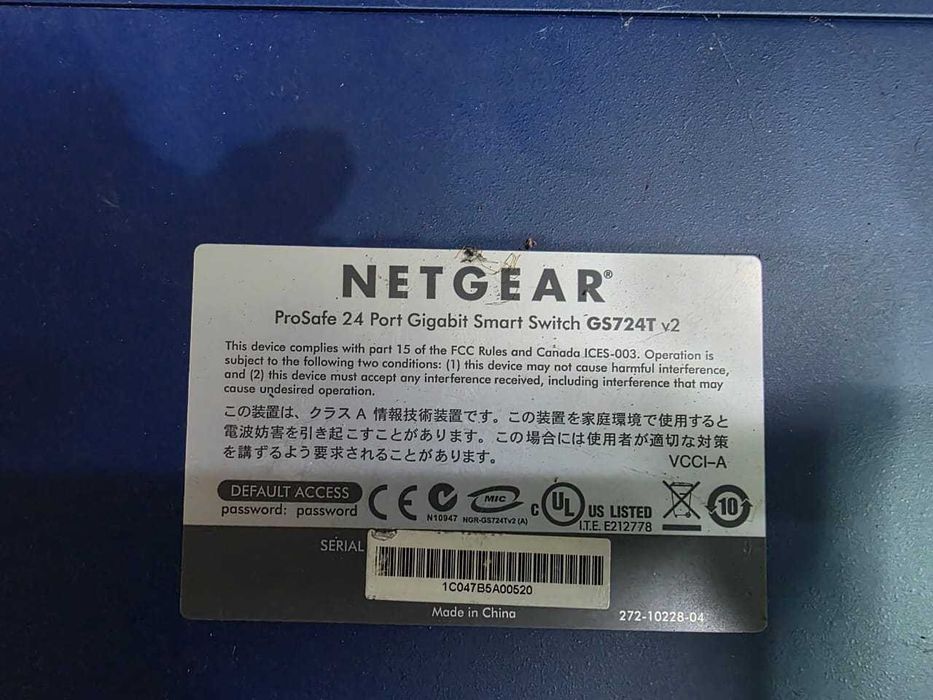 NETGEAR®
ProSafe 24 Port Gigabit Smart Switch GS724T v2
This device complies with part 15 of the FCC Rules and Canada ICES-003. Operation is
subject to the following two conditions: (1) this device may not cause harmful interference,
and (2) this device must accept any interference received, including interference that may
cause undesired operation.
この装置は、クラス A 情報技術装置です。この装置を家庭環境で使用すると
電波妨害を引き起こすことがあります。この場合には使用者が適切な対策
を講ずるよう要求されることがあります。
VCCI-A
DEFAULT ACCESS
password: password
CE
N10947
MIC
NGR-GS724Tv2 (A)
C UL US LISTED
I.T.E. E212778
10
SERIAL
1C047B5A00520
Made in China
272-10228-04